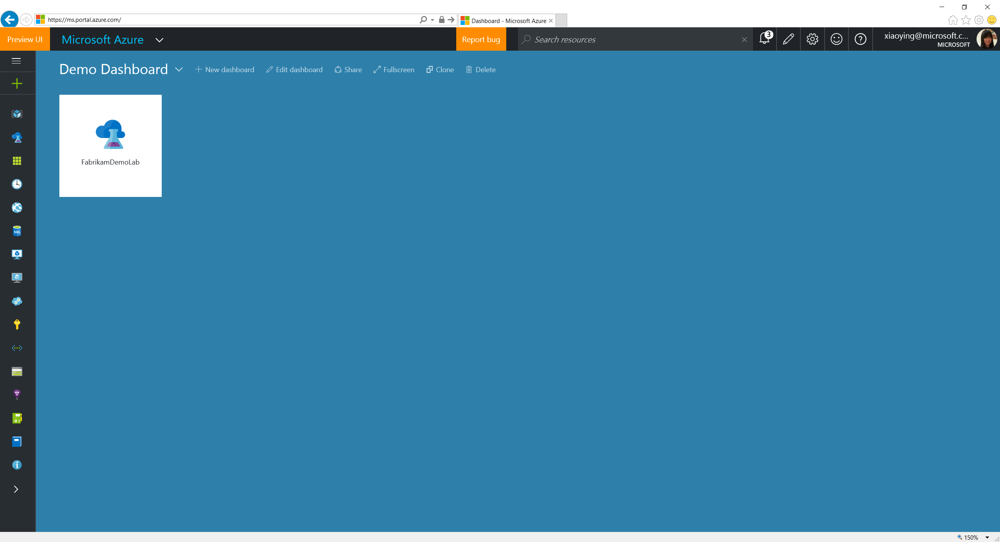 https://ms.portal.azure.com/
Dashboard - Microsoft Azure
Preview UI
Microsoft Azure
Report bug
Search resources
3
xiaoying@microsoft.c...
MICROSOFT
Demo Dashboard
New dashboard
Edit dashboard
Share
Fullscreen
Clone
Delete
FabrikamDemoLab
SQL
150%